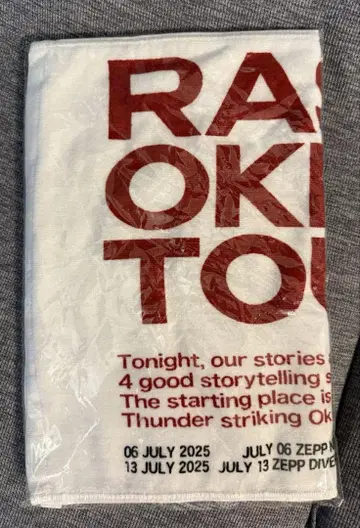 RAS
OKI
TOU
Tonight, our stories
4 good storytelling s
The starting place is
Thunder striking Ok
06 JULY 2025 JULY 06 ZEPP N
13 JULY 2025 JULY 13 ZEPP DIVE